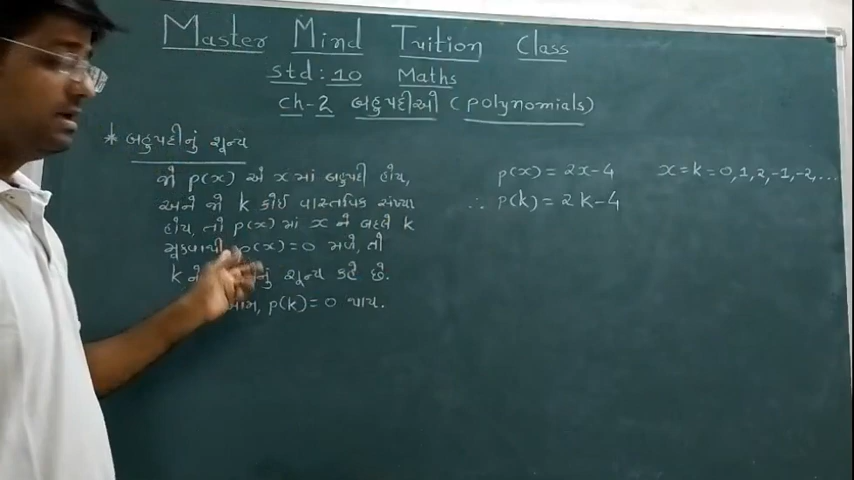 Master Mind Tuition Class
std : 10 Maths
ch-2 બહુપદીઓ (polynomials)
* બહુપદીનું શૂન્ય
જો p(x) એ x માં બહુપદી હોય,
અને જો k કોઈ વાસ્તવિક સંખ્યા
હોય, તો p(x) માં x ને બદલે k
મૂકવાથી p(x) = 0 મળે, તો
k ને નું શૂન્ય કહે છે.
p(k) = 0 થાય.
p(x) = 2x-4 x = k = 0,1,2,-1,-2,...
∴ p(k) = 2k-4